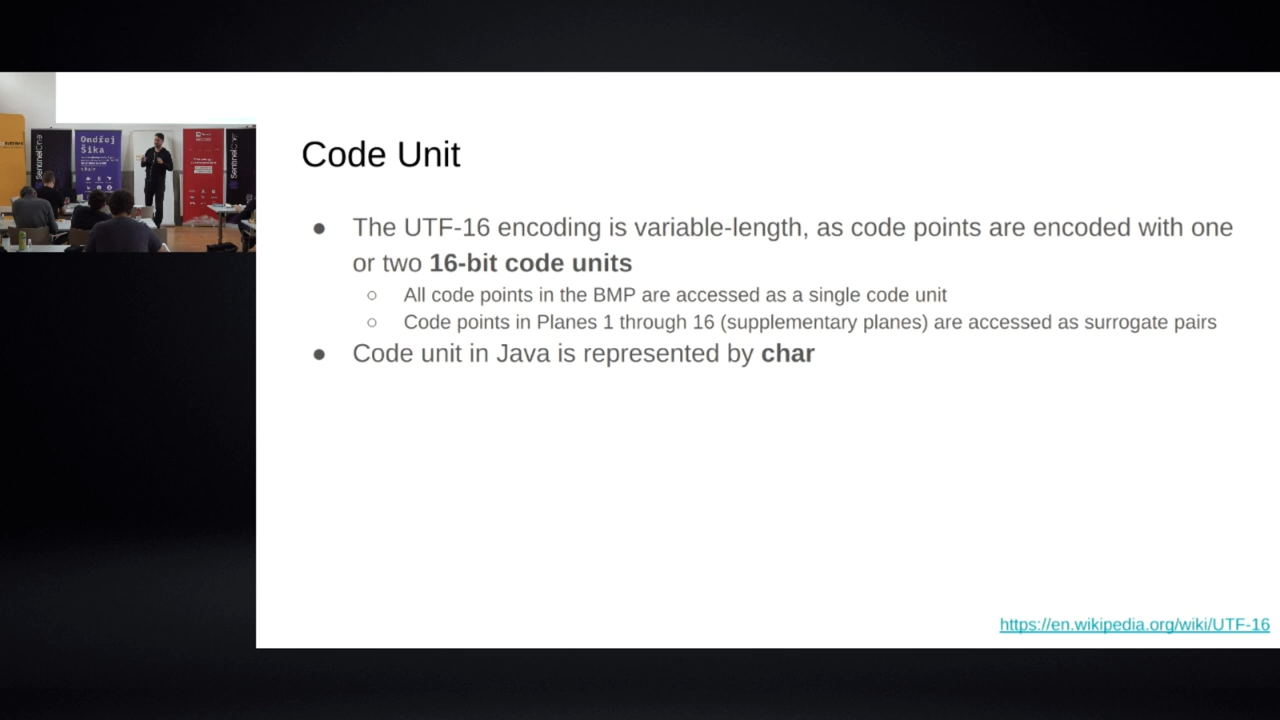 SentinelOne
Ondřej
Šika
SentinelOne
Code Unit
● The UTF-16 encoding is variable-length, as code points are encoded with one
or two 16-bit code units
○ All code points in the BMP are accessed as a single code unit
○ Code points in Planes 1 through 16 (supplementary planes) are accessed as surrogate pairs
● Code unit in Java is represented by char
https://en.wikipedia.org/wiki/UTF-16